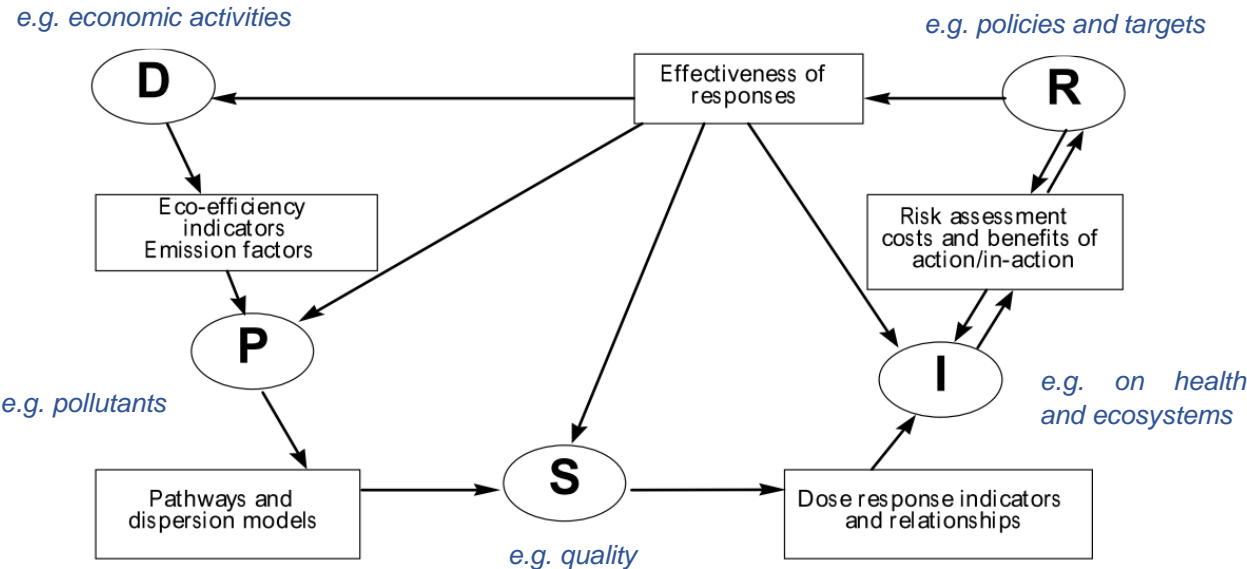 e.g. economic activities
e.g. policies and targets
D
Effectiveness of
responses
R
Eco-efficiency
indicators
Emission factors
Risk assessment
costs and benefits of
action/in-action
P
I
e.g. pollutants
e.g. on health
and ecosystems
Pathways and
dispersion models
S
Dose response indicators
and relationships
e.g. quality